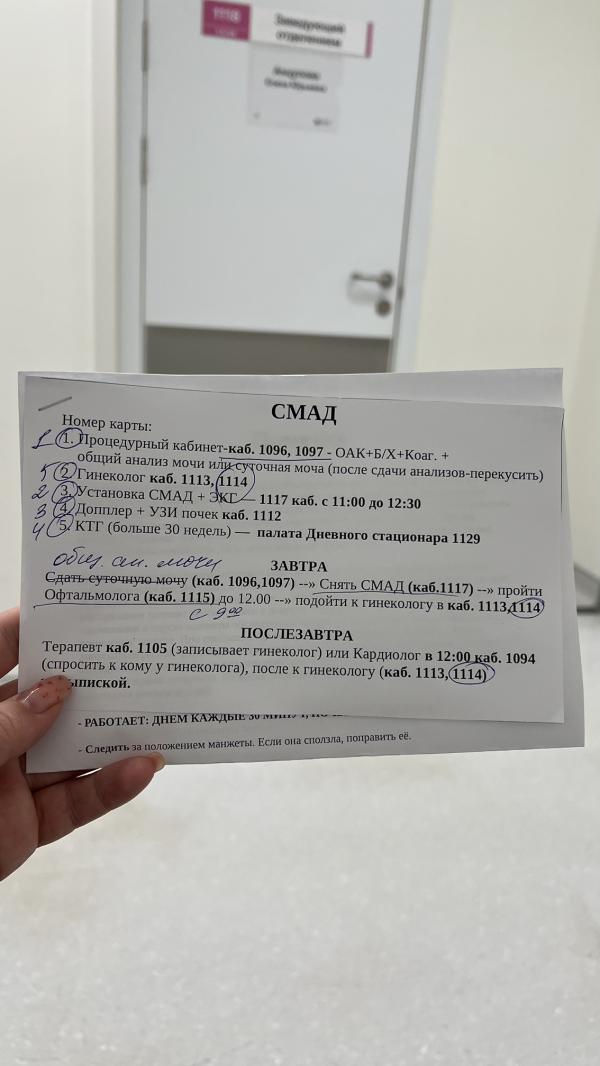 1118
Заведующий
отделением
СМАД
Номер карты:
1 1. Процедурный кабинет-каб. 1096, 1097 - ОАК+Б/Х+Коаг. +
общий анализ мочи или суточная моча (после сдачи анализов-перекусить)
5 2. Гинеколог каб. 1113, 1114
2 3. Установка СМАД + ЭКГ — 1117 каб. с 11:00 до 12:30
3 4. Допплер + УЗИ почек каб. 1112
4 5. КТГ (больше 30 недель) — палата Дневного стационара 1129
общ. ан. мочи
ЗАВТРА
Сдать суточную мочу (каб. 1096,1097) --» Снять СМАД (каб.1117) --» пройти
Офтальмолога (каб. 1115) до 12.00 --» подойти к гинекологу в каб. 1113,1114
с 9 00
ПОСЛЕЗАВТРА
Терапевт каб. 1105 (записывает гинеколог) или Кардиолог в 12:00 каб. 1094
(спросить к кому у гинеколога), после к гинекологу (каб. 1113, 1114)
ыпиской.
- РАБОТАЕТ: ДНЕМ КАЖДЫЕ 30 МИНУТ,
- Следить за положением манжеты. Если она сползла, поправить её.